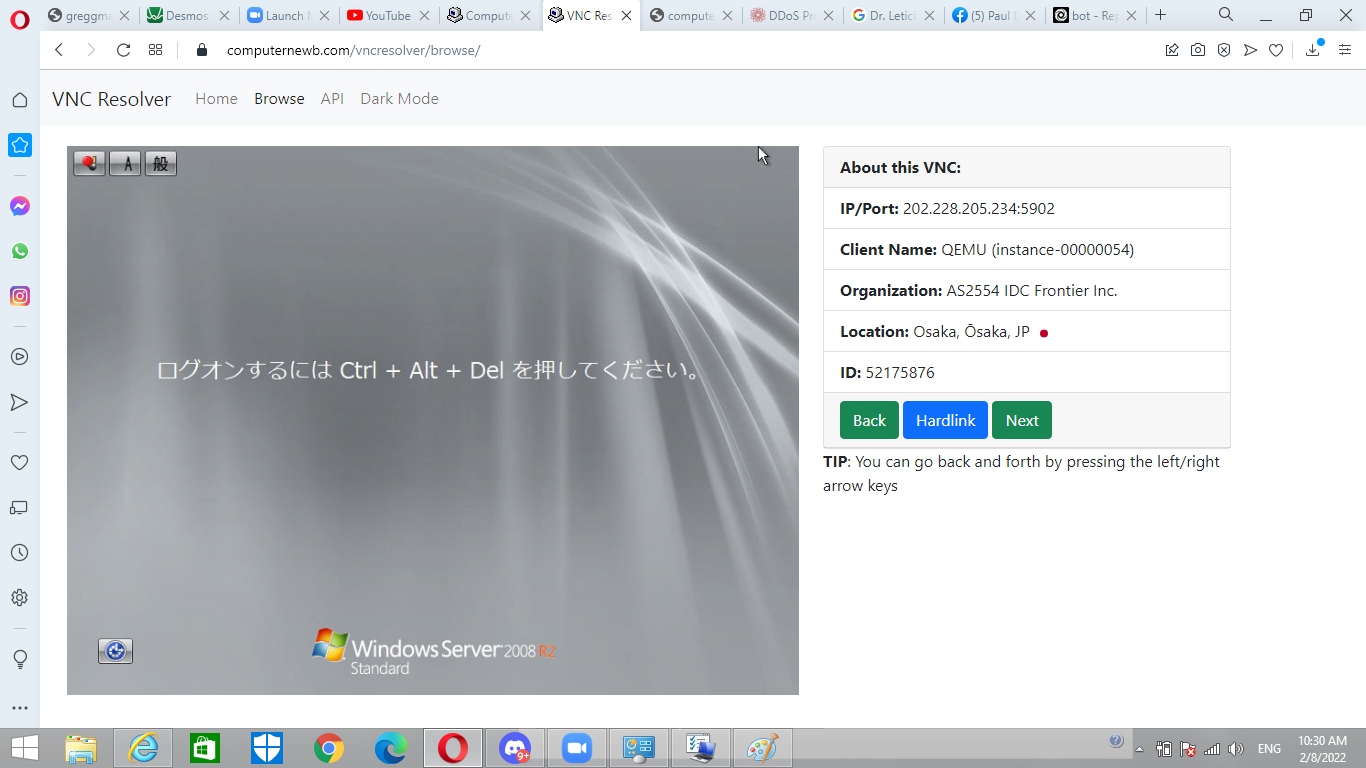 greggma
Desmos
Launch M
YouTube
Compute
VNC Res
compute
DDoS Pr
Dr. Letici
(5) Paul D
bot - Rep
computernewb.com/vncresolver/browse/
VNC Resolver
Home
Browse
API
Dark Mode
A 般
ログオンするには Ctrl + Alt + Del を押してください。
Windows Server 2008 R2
Standard
About this VNC:
IP/Port: 202.228.205.234:5902
Client Name: QEMU (instance-00000054)
Organization: AS2554 IDC Frontier Inc.
Location: Osaka, Ōsaka, JP
ID: 52175876
Back
Hardlink
Next
TIP: You can go back and forth by pressing the left/right
arrow keys
9+
ENG
10:30 AM
2/8/2022